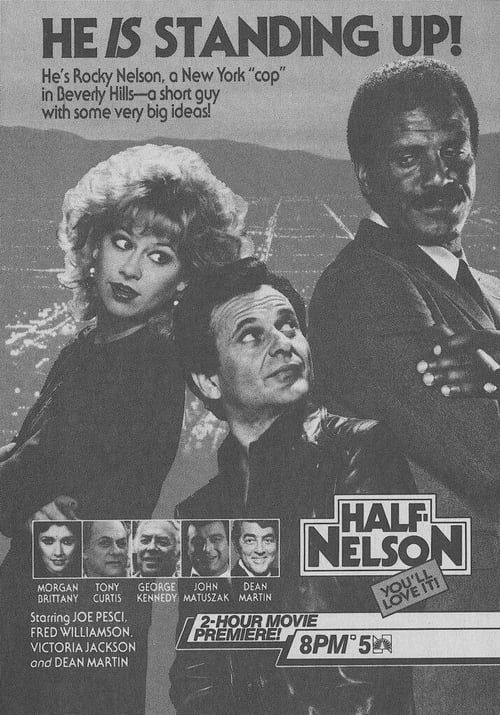 HE IS STANDING UP!
He's Rocky Nelson, a New York "cop"
in Beverly Hills—a short guy
with some very big ideas!
MORGAN
BRITTANY
TONY
CURTIS
GEORGE
KENNEDY
JOHN
MATUSZAK
DEAN
MARTIN
Starring JOE PESCI,
FRED WILLIAMSON,
VICTORIA JACKSON
and DEAN MARTIN
HALF-
NELSON
YOU'LL
LOVE IT!
2-HOUR MOVIE
PREMIERE!
8PM 5